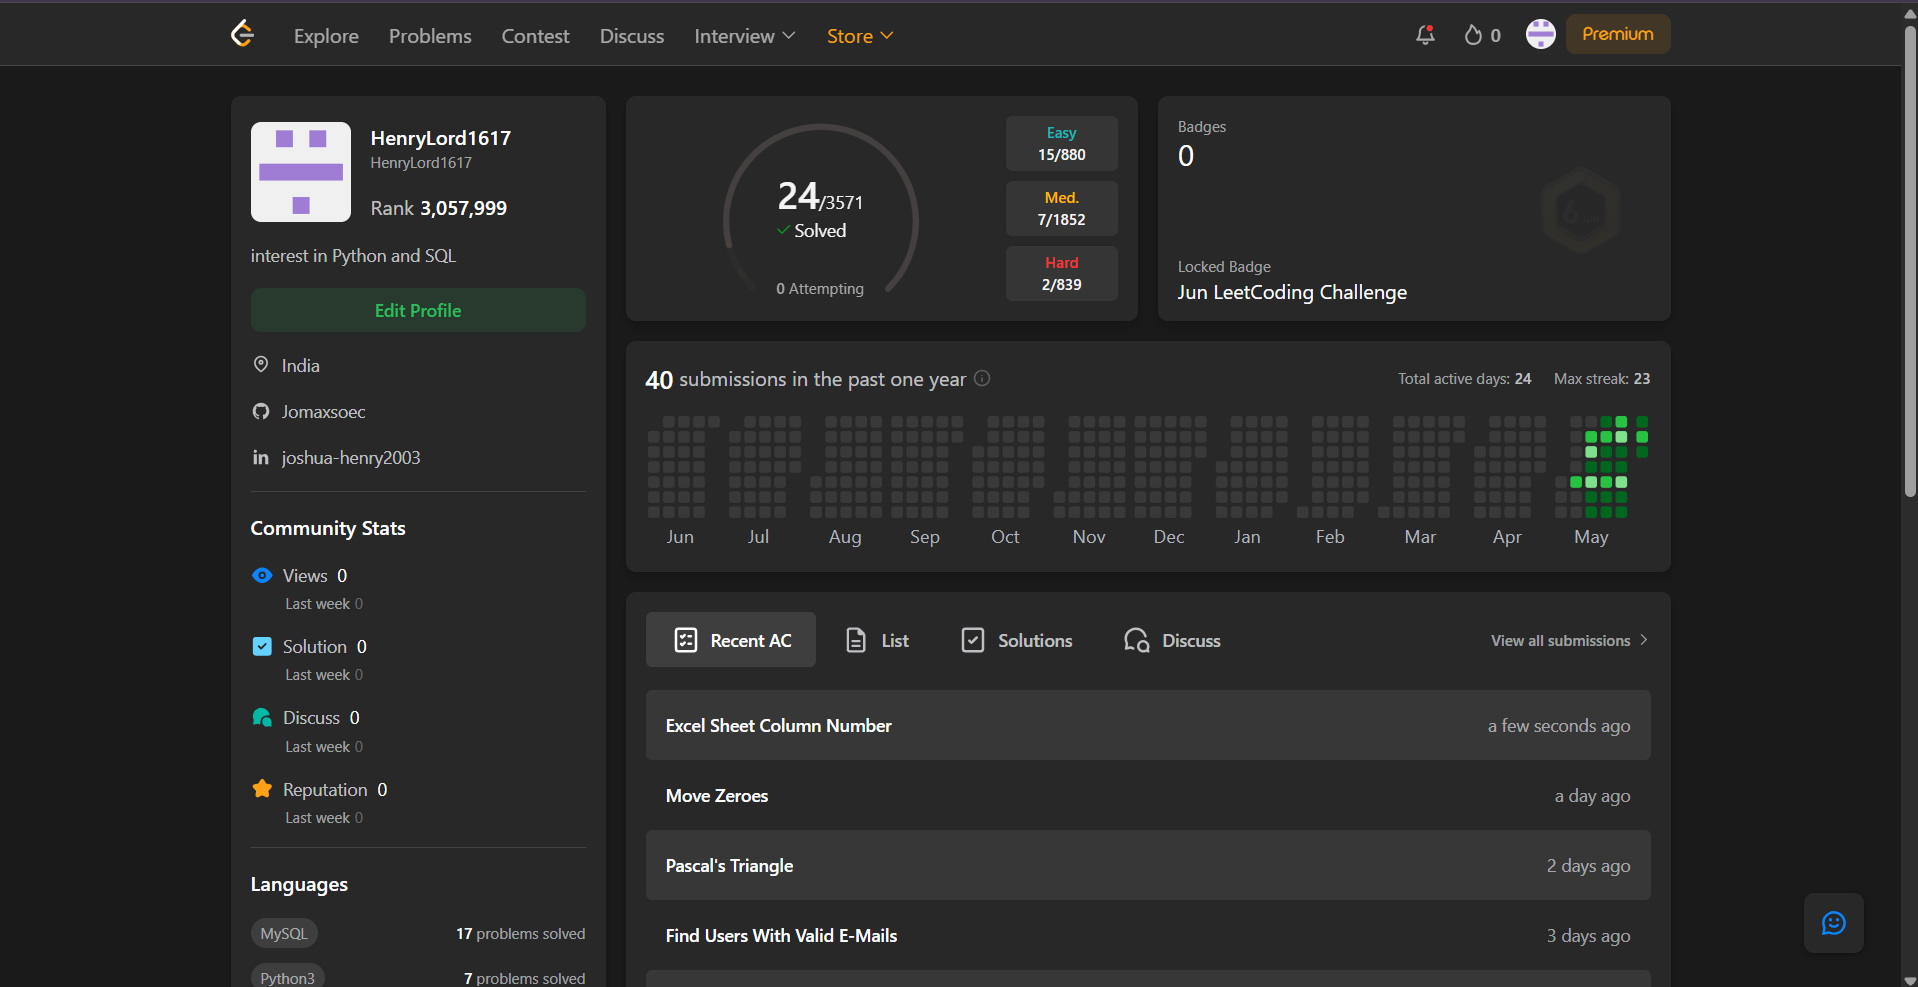 Explore Problems Contest Discuss Interview Store 0 Premium
HenryLord1617
HenryLord1617
Rank 3,057,999
interest in Python and SQL
Edit Profile
India
Jomaxsoec
joshua-henry2003
Community Stats
Views 0
Last week 0
Solution 0
Last week 0
Discuss 0
Last week 0
Reputation 0
Last week 0
Languages
MySQL 17 problems solved
Python3 7 problems solved
24/3571
Solved
0 Attempting
Easy
15/880
Med.
7/1852
Hard
2/839
Badges
0
Locked Badge
Jun LeetCoding Challenge
40 submissions in the past one year Total active days: 24 Max streak: 23
Jun Jul Aug Sep Oct Nov Dec Jan Feb Mar Apr May
Recent AC List Solutions Discuss View all submissions
Excel Sheet Column Number a few seconds ago
Move Zeroes a day ago
Pascal's Triangle 2 days ago
Find Users With Valid E-Mails 3 days ago